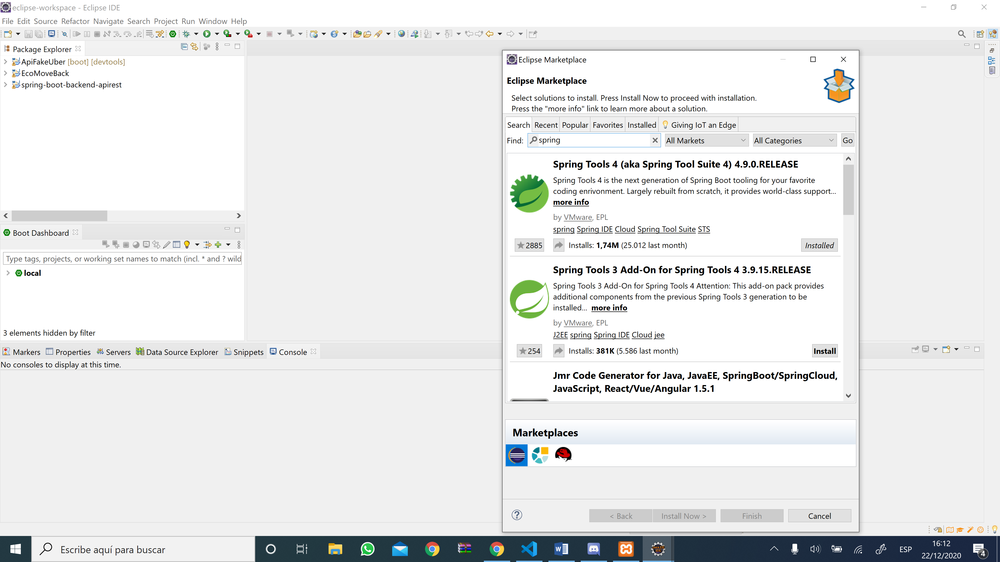 eclipse-workspace - Eclipse IDE
File Edit Source Refactor Navigate Search Project Run Window Help
Package Explorer
ApiFakeUber [boot] [devtools]
EcoMoveBack
spring-boot-backend-apirest
Boot Dashboard
Type tags, projects, or working set names to match (incl. * and ? wild
local
3 elements hidden by filter
Markers Properties Servers Data Source Explorer Snippets Console
No consoles to display at this time.
Eclipse Marketplace
Eclipse Marketplace
Select solutions to install. Press Install Now to proceed with installation.
Press the "more info" link to learn more about a solution.
Search Recent Popular Favorites Installed Giving IoT an Edge
Find: spring All Markets All Categories Go
Spring Tools 4 (aka Spring Tool Suite 4) 4.9.0.RELEASE
Spring Tools 4 is the next generation of Spring Boot tooling for your favorite
coding enrivonment. Largely rebuilt from scratch, it provides world-class support...
more info
by VMware, EPL
spring Spring IDE Cloud Spring Tool Suite STS
2885 Installs: 1,74M (25.012 last month) Installed
Spring Tools 3 Add-On for Spring Tools 4 3.9.15.RELEASE
Spring Tools 3 Add-On for Spring Tools 4 Attention: This add-on pack provides
additional components from the previous Spring Tools 3 generation to be
installed... more info
by VMware, EPL
J2EE spring Spring IDE Cloud jee
254 Installs: 381K (5.586 last month) Install
Jmr Code Generator for Java, JavaEE, SpringBoot/SpringCloud,
JavaScript, React/Vue/Angular 1.5.1
Marketplaces
< Back Install Now > Finish Cancel
Escribe aquí para buscar
Java EE
IDE
ESP
16:12
22/12/2020
4